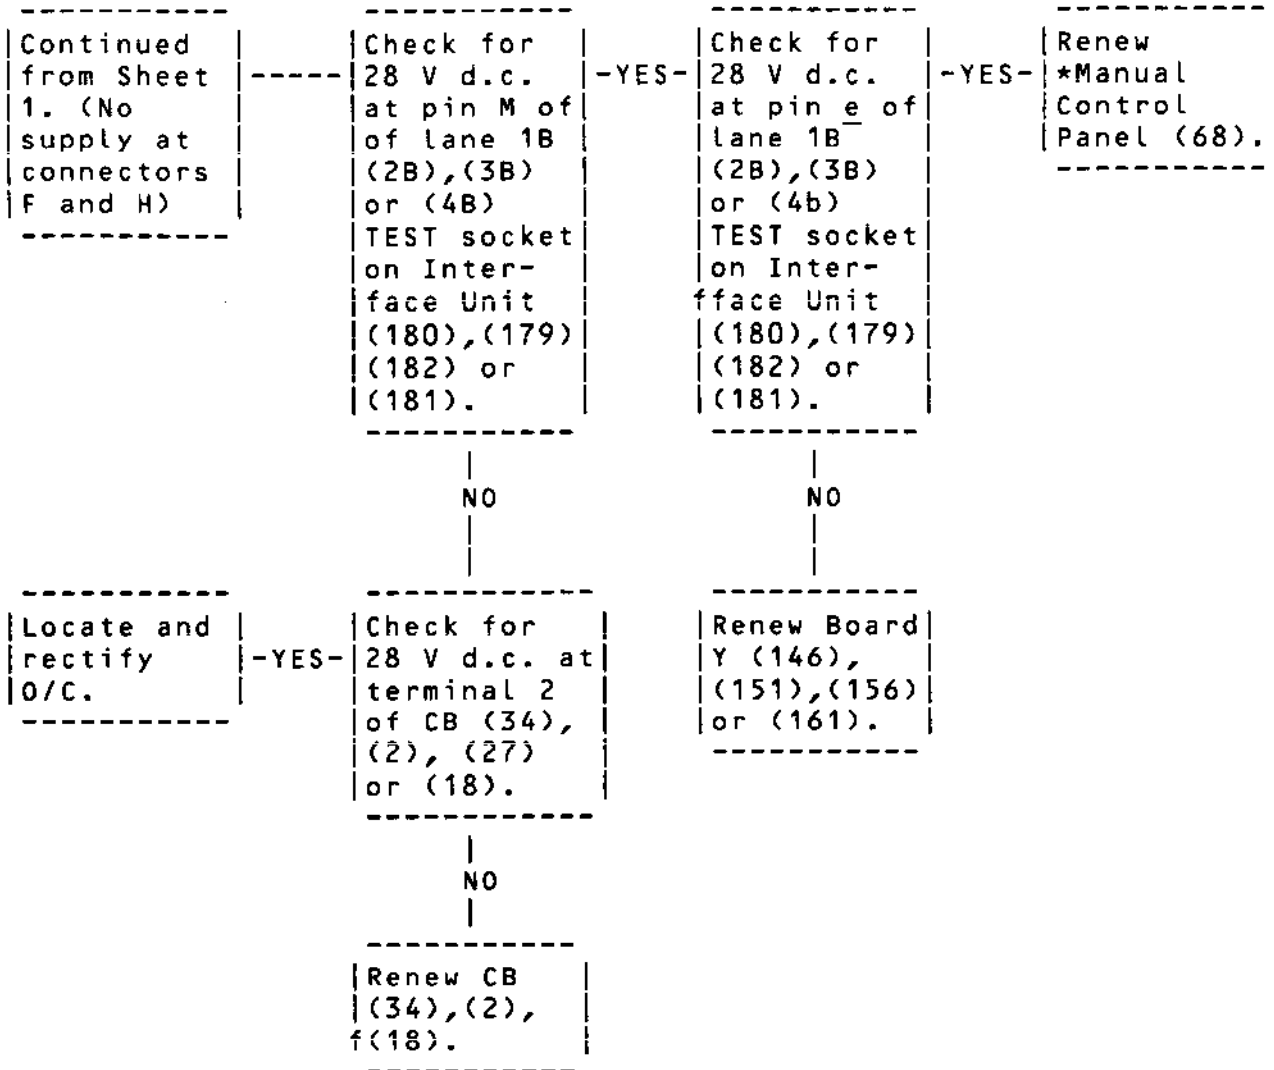 Continued
from Sheet
1. (No
supply at
connectors
F and H)
Check for
28 V d.c.
at pin M of
of lane 1B
(2B),(3B)
or (4B)
TEST socket
on Inter-
face Unit
(180),(179)
(182) or
(181).
-YES-
Check for
28 V d.c.
at pin e of
lane 1B
(2B),(3B)
or (4b)
TEST socket
on Inter-
fface Unit
(180),(179)
(182) or
(181).
-YES-
Renew
*Manual
Control
Panel (68).
NO
NO
Locate and
rectify
O/C.
-YES-
Check for
28 V d.c. at
terminal 2
of CB (34),
(2), (27)
or (18).
Renew Board
Y (146),
(151),(156)
or (161).
NO
Renew CB
(34),(2),
f(18).